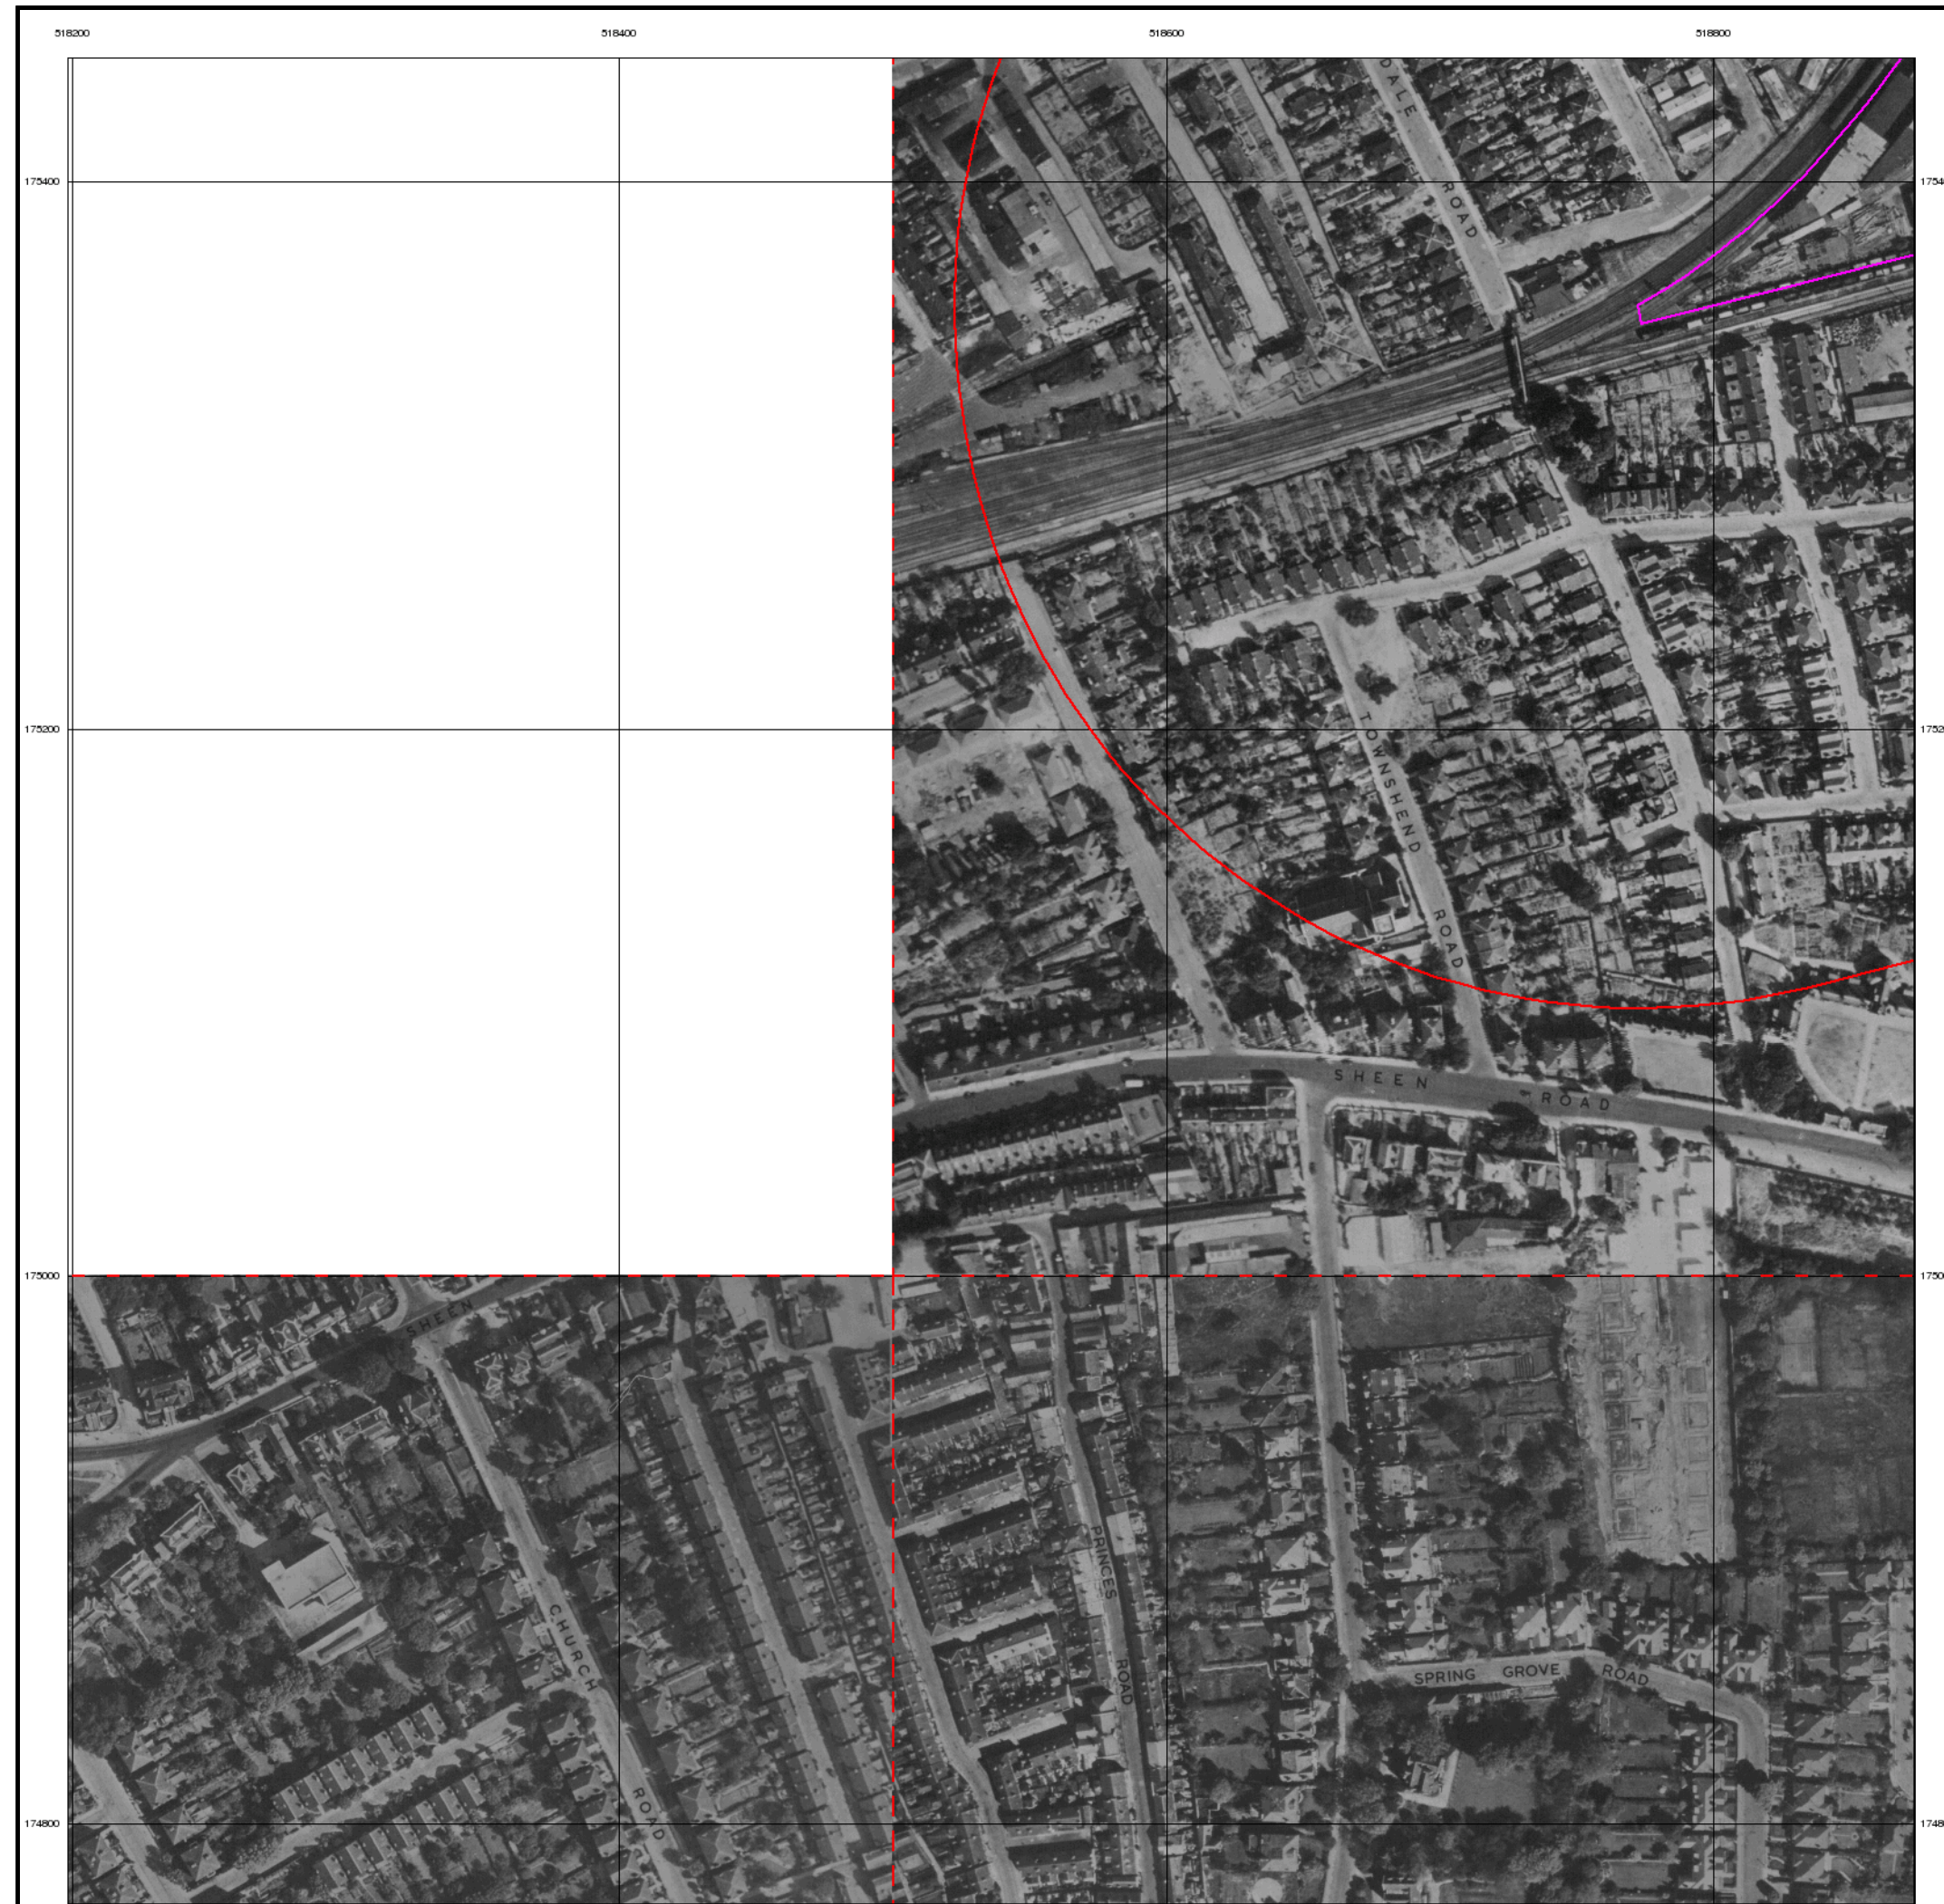 518200 518400 518600 518800
DALE ROAD
175400
175200
TOWNSHEND ROAD
SHEEN ROAD
175000
SHEEN
PRINCES ROAD
CHURCH ROAD
SPRING GROVE ROAD
174800